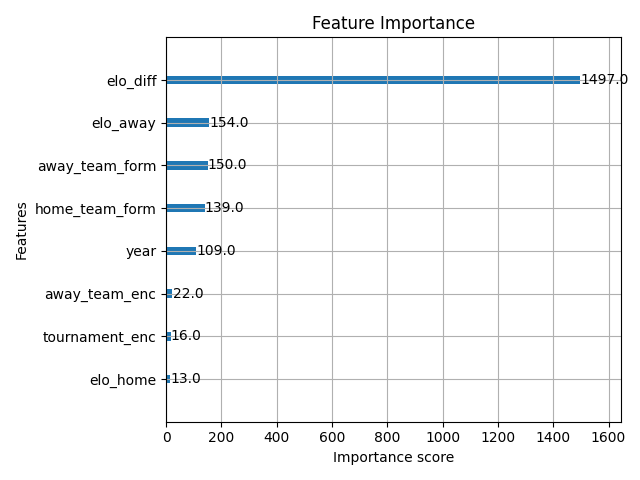 Feature Importance
elo_diff 1497.0
elo_away 154.0
away_team_form 150.0
home_team_form 139.0
year 109.0
away_team_enc 22.0
tournament_enc 16.0
elo_home 13.0
Features
0 200 400 600 800 1000 1200 1400 1600
Importance score